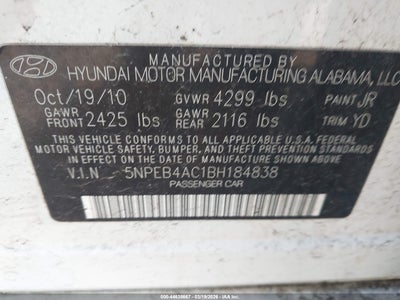 MANUFACTURED BY
HYUNDAI MOTOR MANUFACTURING ALABAMA, LLC
Oct/19/10 GVWR 4299 lbs PAINT JR
GAWR FRONT 2425 lbs GAWR REAR 2116 lbs TRIM YD
THIS VEHICLE CONFORMS TO ALL APPLICABLE U.S.A. FEDERAL
MOTOR VEHICLE SAFETY, BUMPER, AND THEFT PREVENTION
STANDARDS IN EFFECT ON THE DATE OF MANUFACTURE SHOWN ABOVE.
V.I.N 5NPEB4AC1BH184838
PASSENGER CAR